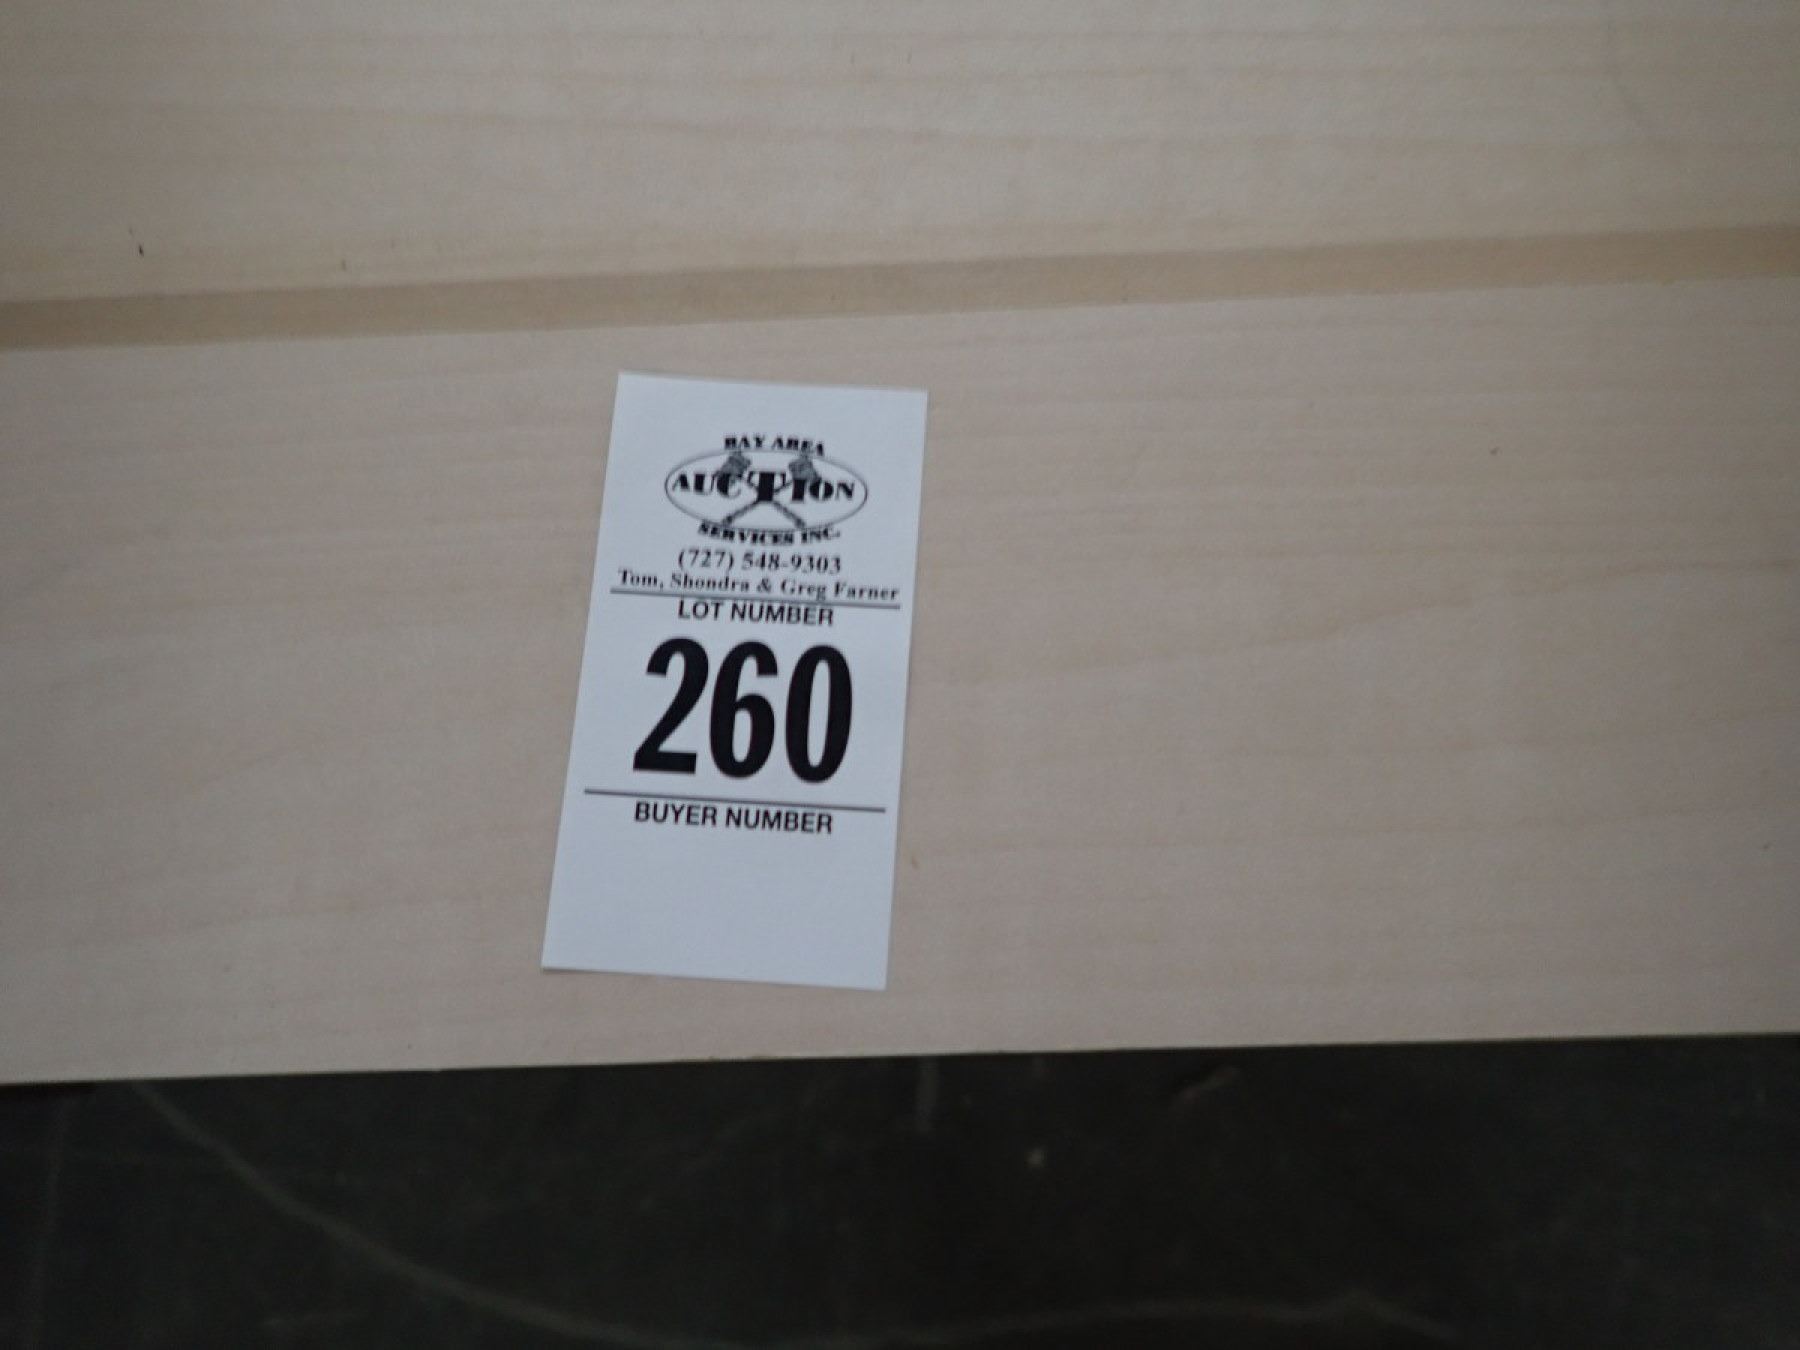 BAY AREA
AUCTION
SERVICES INC.
(727) 548-9303
Tom, Shondra & Greg Farner
LOT NUMBER
260
BUYER NUMBER